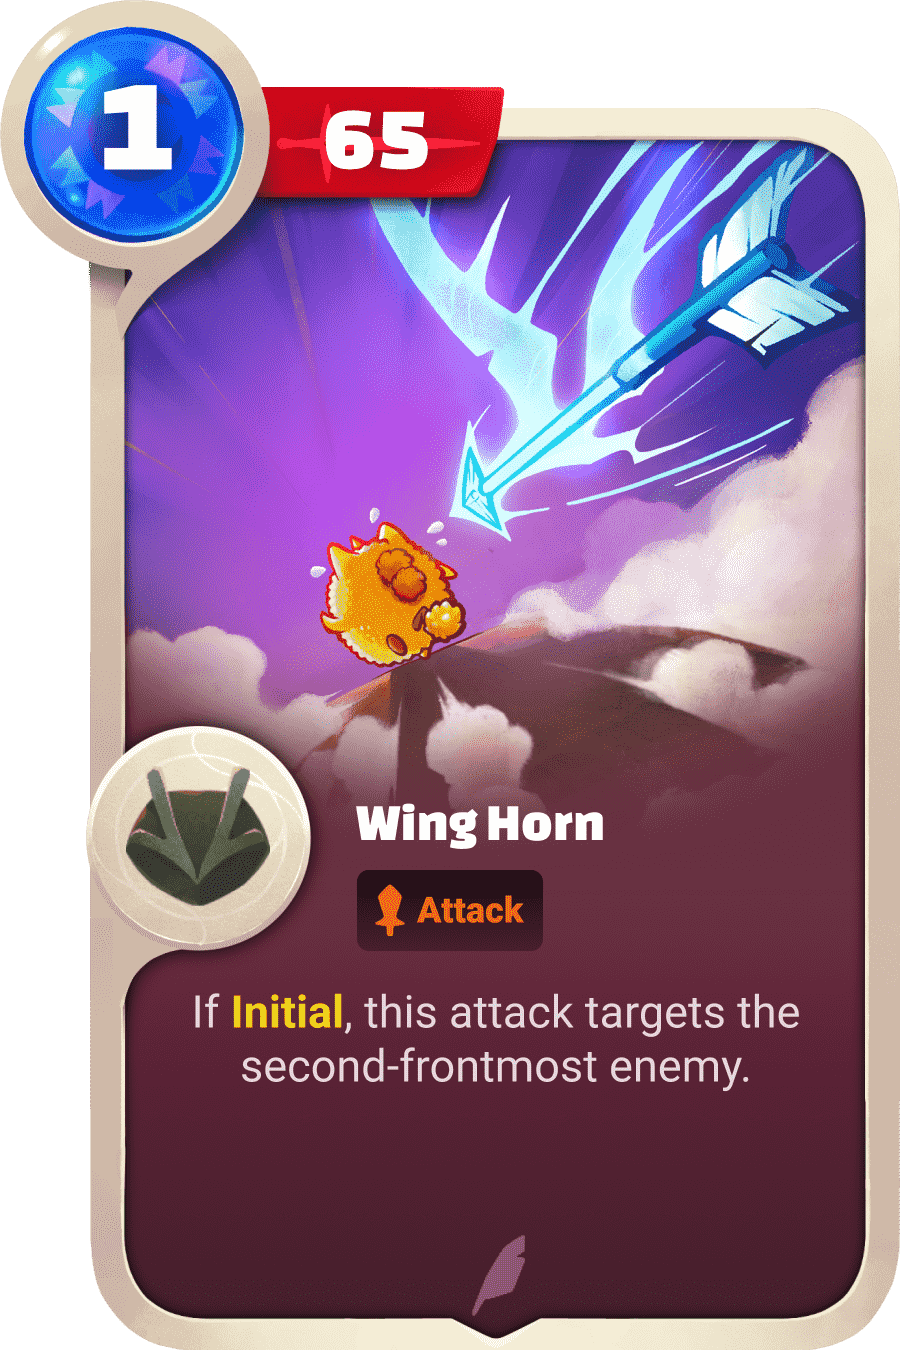 1
65
Wing Horn
Attack
If Initial, this attack targets the
second-frontmost enemy.